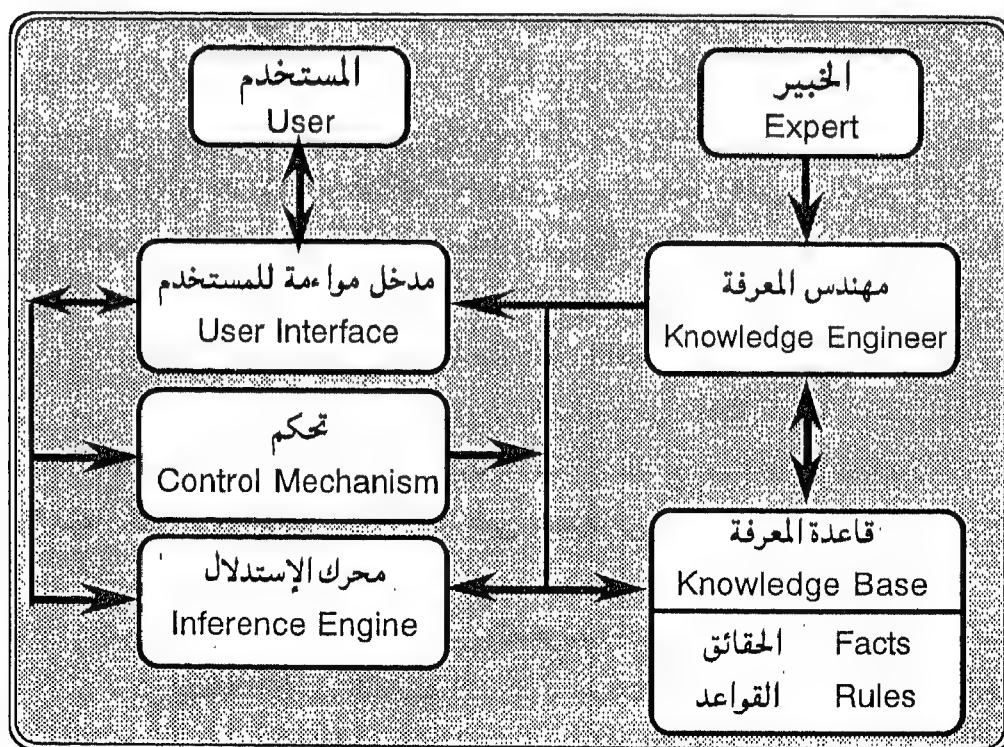 المستخدم
User
الخبير
Expert
مدخل مواءمة للمستخدم
User Interface
مهندس المعرفة
Knowledge Engineer
تحكم
Control Mechanism
محرك الإستدلال
Inference Engine
قاعدة المعرفة
Knowledge Base
الحقائق Facts
القواعد Rules